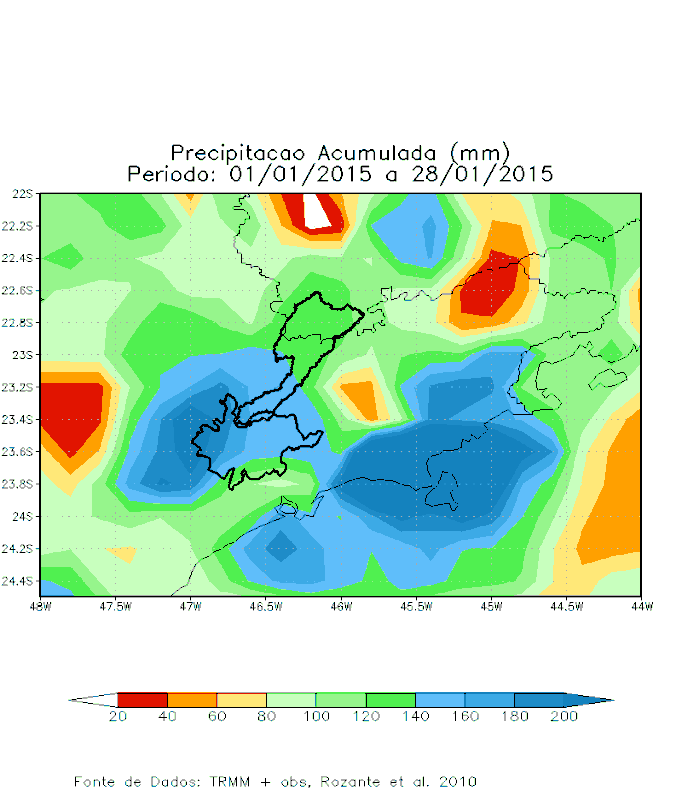 Precipitacao Acumulada (mm)
Periodo: 01/01/2015 a 28/01/2015
22S
22.2S
22.4S
22.6S
22.8S
23S
23.2S
23.4S
23.6S
23.8S
24S
24.2S
24.4S
48W 47.5W 47W 46.5W 46W 45.5W 45W 44.5W 44W
20 40 60 80 100 120 140 160 180 200
Fonte de Dados: TRMM + obs, Rozante et al. 2010